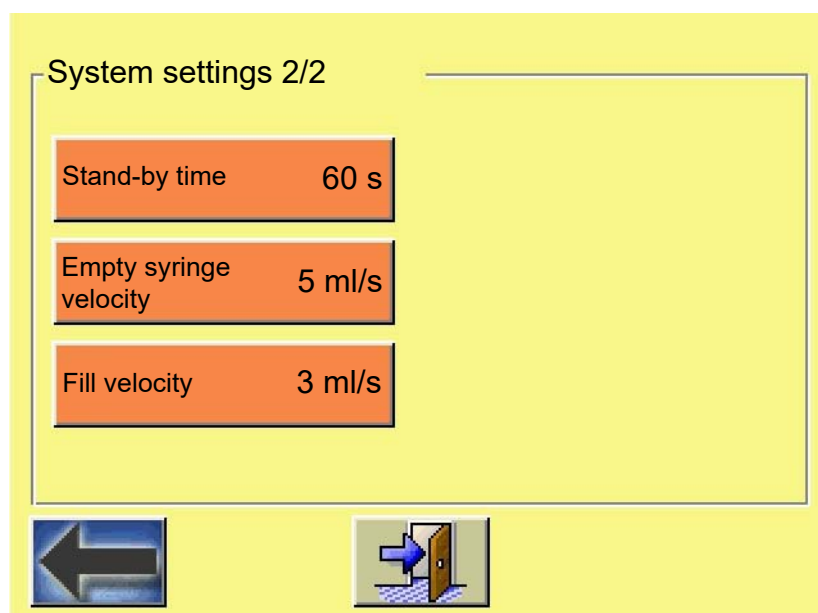 System settings 2/2
Stand-by time 60 s
Empty syringe
velocity 5 ml/s
Fill velocity 3 ml/s